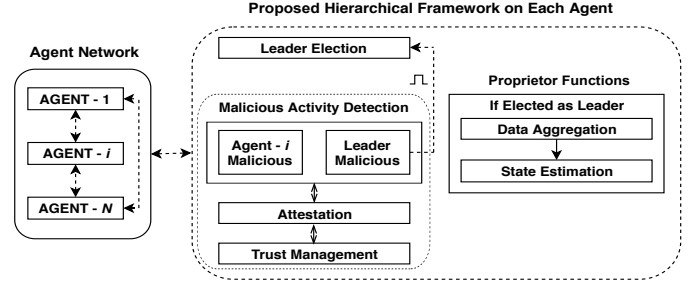 Proposed Hierarchical Framework on Each Agent
Agent Network
AGENT - 1
AGENT - i
AGENT - N
Leader Election
Malicious Activity Detection
Agent - i
Malicious
Leader
Malicious
Attestation
Trust Management
Proprietor Functions
If Elected as Leader
Data Aggregation
State Estimation